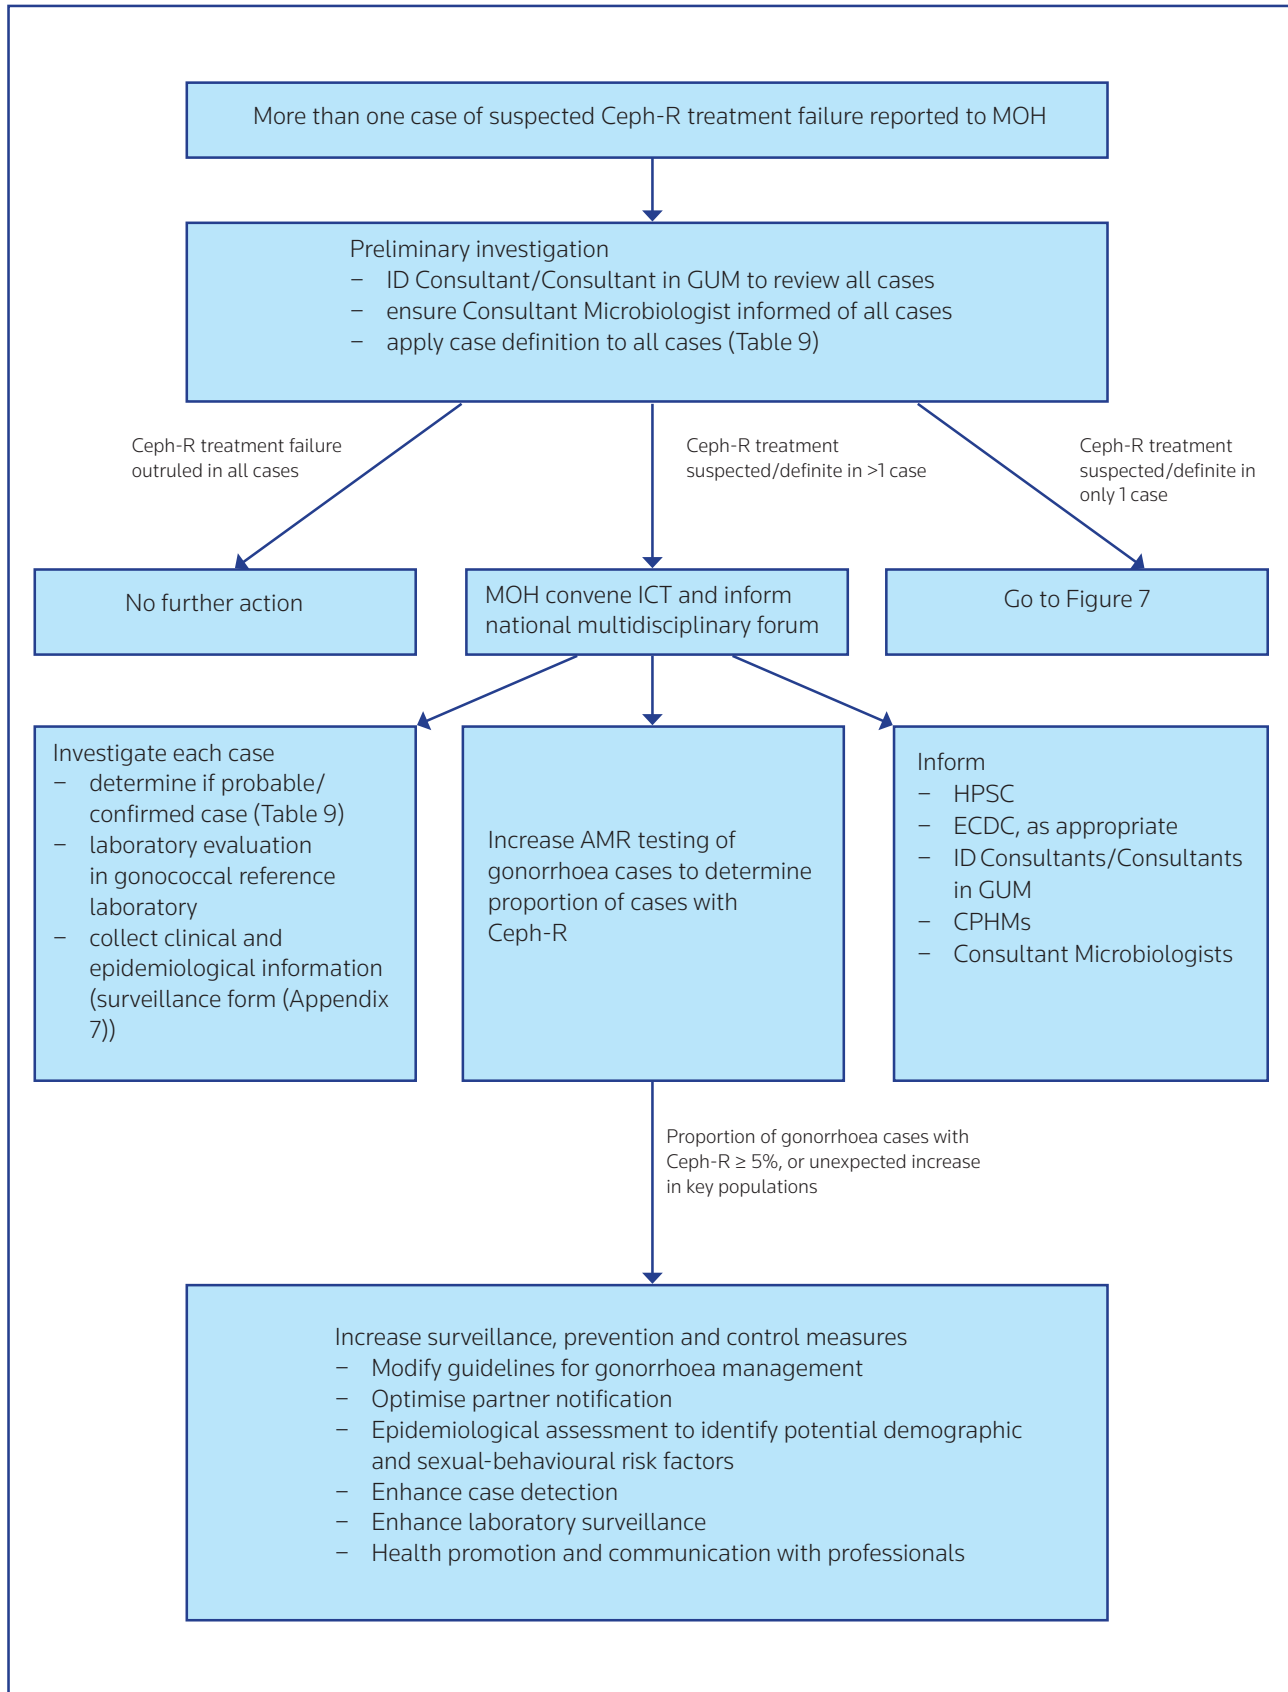 More than one case of suspected Ceph-R treatment failure reported to MOH
Preliminary investigation
– ID Consultant/Consultant in GUM to review all cases
– ensure Consultant Microbiologist informed of all cases
– apply case definition to all cases (Table 9)
Ceph-R treatment failure
outruled in all cases
Ceph-R treatment
suspected/definite in >1 case
Ceph-R treatment
suspected/definite in
only 1 case
No further action
MOH convene ICT and inform
national multidisciplinary forum
Go to Figure 7
Investigate each case
– determine if probable/
confirmed case (Table 9)
– laboratory evaluation
in gonococcal reference
laboratory
– collect clinical and
epidemiological information
(surveillance form (Appendix
7))
Increase AMR testing of
gonorrhoea cases to determine
proportion of cases with
Ceph-R
Inform
– HPSC
– ECDC, as appropriate
– ID Consultants/Consultants
in GUM
– CPHMs
– Consultant Microbiologists
Proportion of gonorrhoea cases with
Ceph-R ≥ 5%, or unexpected increase
in key populations
Increase surveillance, prevention and control measures
– Modify guidelines for gonorrhoea management
– Optimise partner notification
– Epidemiological assessment to identify potential demographic
and sexual-behavioural risk factors
– Enhance case detection
– Enhance laboratory surveillance
– Health promotion and communication with professionals